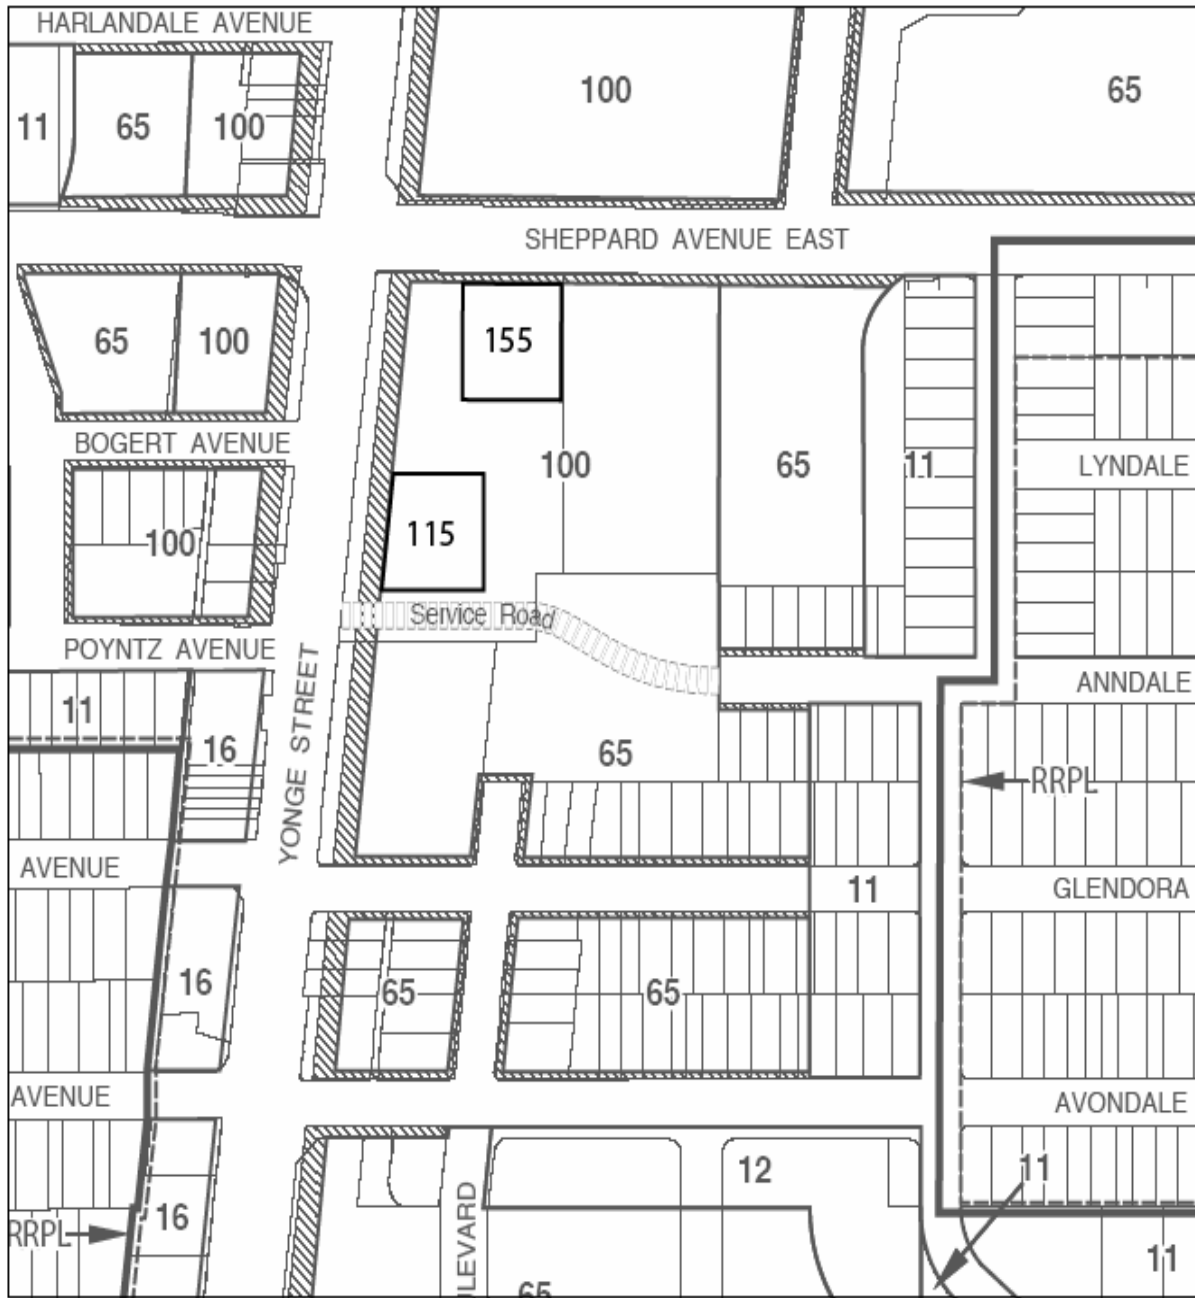 HARLANDALE AVENUE
100
65
11
65
100
SHEPPARD AVENUE EAST
65
100
155
BOGERT AVENUE
100
65
11
LYNDALE
100
115
Service Road
POYNTZ AVENUE
ANNDALE
11
16
YONGE STREET
65
RRPL
AVENUE
11
GLENDORA
16
65
65
AVENUE
AVONDALE
12
11
16
RRPL
ULEVARD
11
65